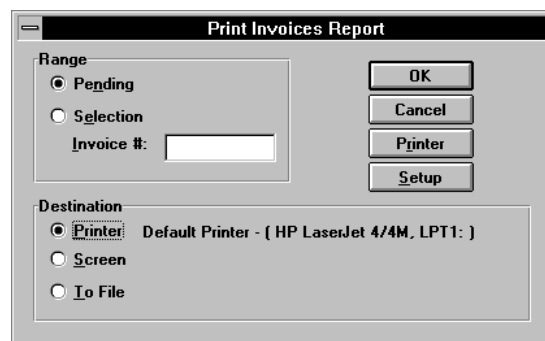 Print Invoices Report
Range
Pending
Selection
Invoice #:
OK
Cancel
Printer
Setup
Destination
Printer Default Printer - ( HP LaserJet 4/4M, LPT1: )
Screen
To File